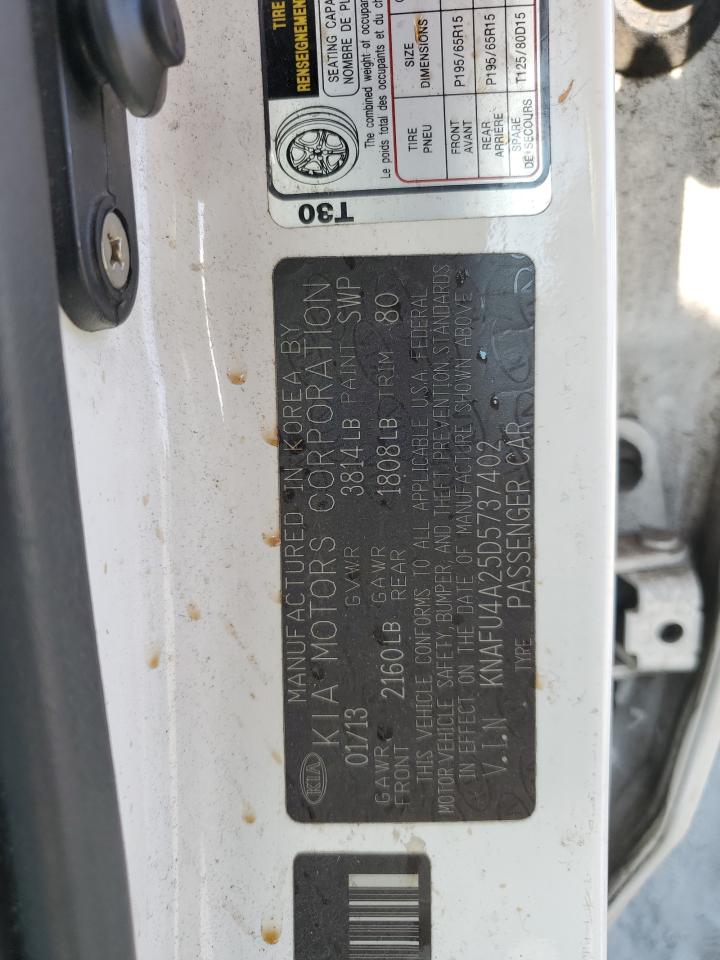 TIRE
RENSEIGNEMENT
SEATING CAPA
NOMBRE DE PL
The combined weight of occupa
Le poids total des occupants et du ch
TIRE PNEU
SIZE DIMENSIONS
FRONT AVANT
P195/65R15
REAR ARRIÈRE
P195/65R15
SPARE DE SECOURS
T125/80D15
T30
KIA
MANUFACTURED IN KOREA BY
KIA MOTORS CORPORATION
01/13 GVWR 3814LB PAINT SWP
GAWR FRONT 2160LB GAWR REAR 1808LB TRIM 80
THIS VEHICLE CONFORMS TO ALL APPLICABLE U.S.A. FEDERAL
MOTOR VEHICLE SAFETY, BUMPER, AND THEFT PREVENTION STANDARDS
IN EFFECT ON THE DATE OF MANUFACTURE SHOWN ABOVE
V.I.N KNAFU4A25D5737402
TYPE PASSENGER CAR